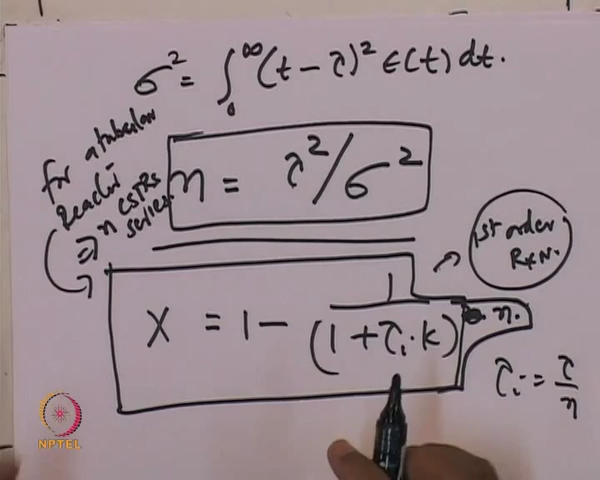 σ² = ∫₀^∞ (t - τ)² E(t) dt.
for a tubular
Reactor
⇒ n CSTRs
series
n = τ²/σ²
1st order
RXN.
X = 1 - 1/(1 + τi · k)^n.
τi = τ/n
NPTEL